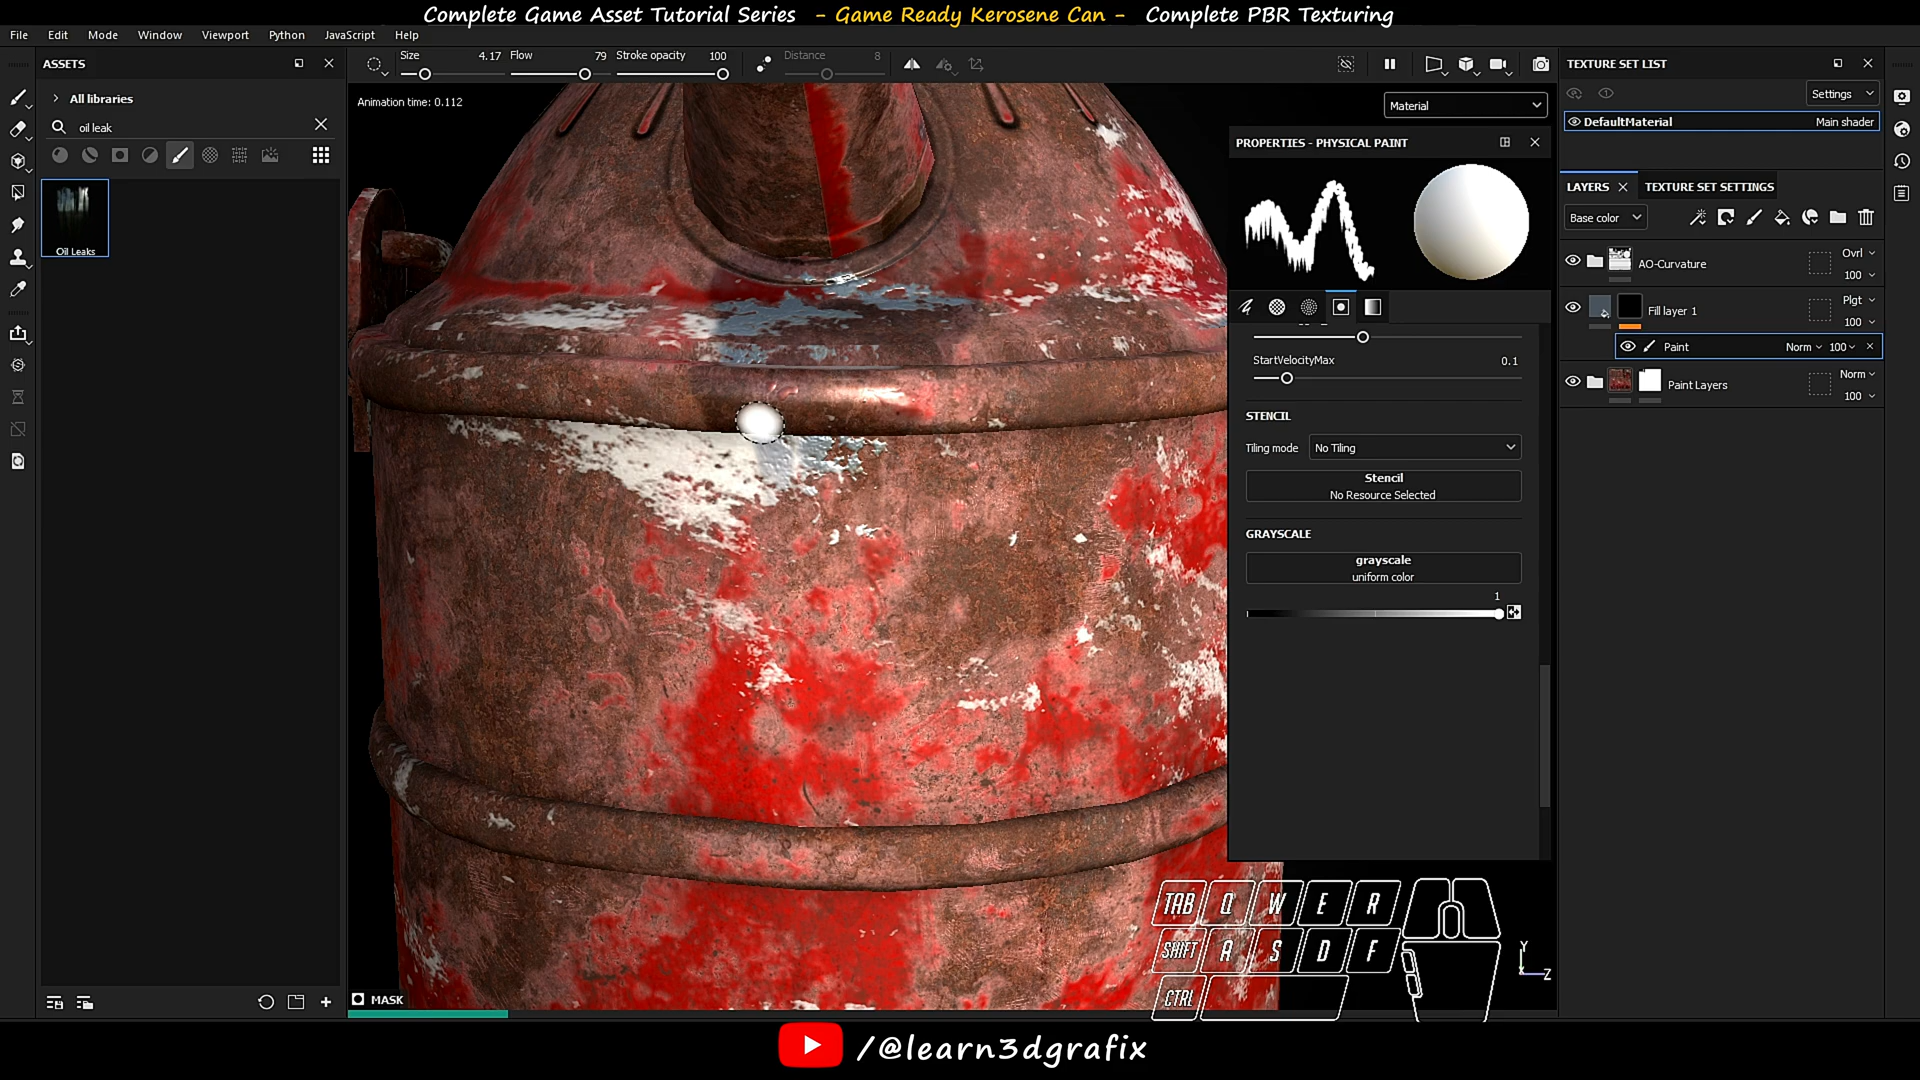 Complete Game Asset Tutorial Series - Game Ready Kerosene Can - Complete PBR Texturing
File Edit Mode Window Viewport Python JavaScript Help
ASSETS
Size 4.17 Flow 79 Stroke opacity 100 Distance 8
TEXTURE SET LIST
All libraries
Animation time: 0.112
Material
Settings
oil leak
DefaultMaterial Main shader
PROPERTIES - PHYSICAL PAINT
LAYERS TEXTURE SET SETTINGS
Base color
Oil Leaks
AO-Curvature Ovrl
100
Fill layer 1 Plgt
100
Paint Norm 100
Paint Layers Norm
100
StartVelocityMax 0.1
STENCIL
Tiling mode No Tiling
Stencil
No Resource Selected
GRAYSCALE
grayscale
uniform color
1
TAB Q W E R
SHIFT A S D F
CTRL
Y
Z
MASK
/@learn3dgrafix